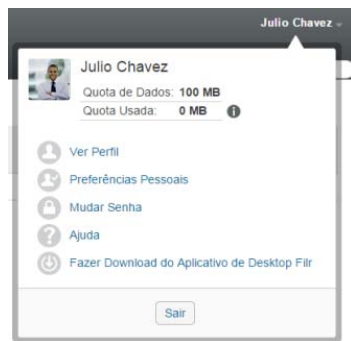 Julio Chavez
Julio Chavez
Quota de Dados: 100 MB
Quota Usada: 0 MB
Ver Perfil
Preferências Pessoais
Mudar Senha
Ajuda
Fazer Download do Aplicativo de Desktop Filr
Sair